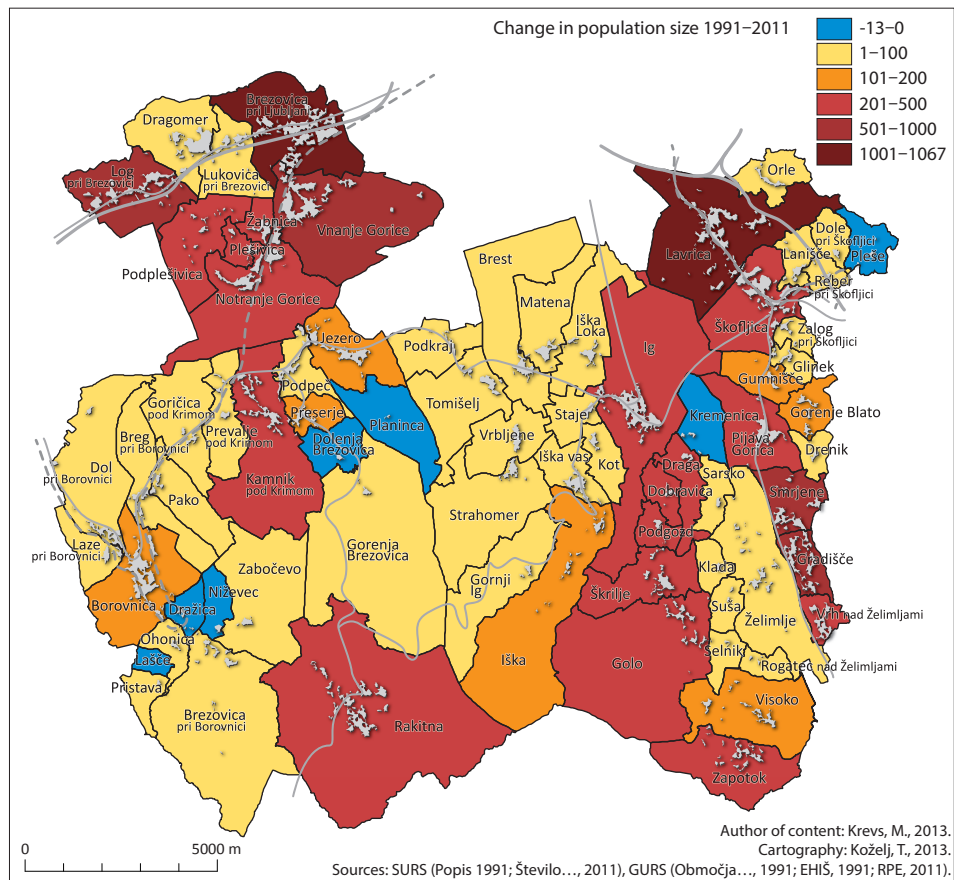 Change in population size 1991–2011
-13–0
1–100
101–200
201–500
501–1000
1001–1067
Brezovica
pri Ljubljani
Dragomer
Log
pri Brezovici
Lukovica
pri Brezovici
Žabnica
Vnanje Gorice
Plešivica
Podplešivica
Notranje Gorice
Orle
Dole
pri Škofljici
Pleše
Lanišče
Lavrica
Reber
pri Škofljici
Brest
Matena
Iška
Loka
Ig
Škofljica
Zalog
pri Škofljici
Glinek
Gumnišče
Gorenje Blato
Drenik
Jezero
Podkraj
Podpeč
Tomišelj
Staje
Kremenica
Pijava
Gorica
Goričica
pod Krimom
Prevalje
pod Krimom
Preserje
Dolenja
Brezovica
Planinca
Vrbljene
Iška vas
Kot
Draga
Sarsko
Breg
pri Borovnici
Dol
pri Borovnici
Kamnik
pod Krimom
Dobravica
Smrjene
Pako
Strahomer
Podgozd
Gradišče
Laze
pri Borovnici
Gorenja
Brezovica
Zabočevo
Klada
Gornji
Ig
Škrilje
Suša
Želimlje
Vrh nad Želimljami
Borovnica
Niževec
Dražica
Ohonica
Lašče
Iška
Golo
Selnik
Rogatec nad Želimljami
Pristava
Brezovica
pri Borovnici
Rakitna
Visoko
Zapotok
0
5000 m
Author of content: Krevs, M., 2013.
Cartography: Koželj, T., 2013.
Sources: SURS (Popis 1991; Število…, 2011), GURS (Območja…, 1991; EHIŠ, 1991; RPE, 2011).